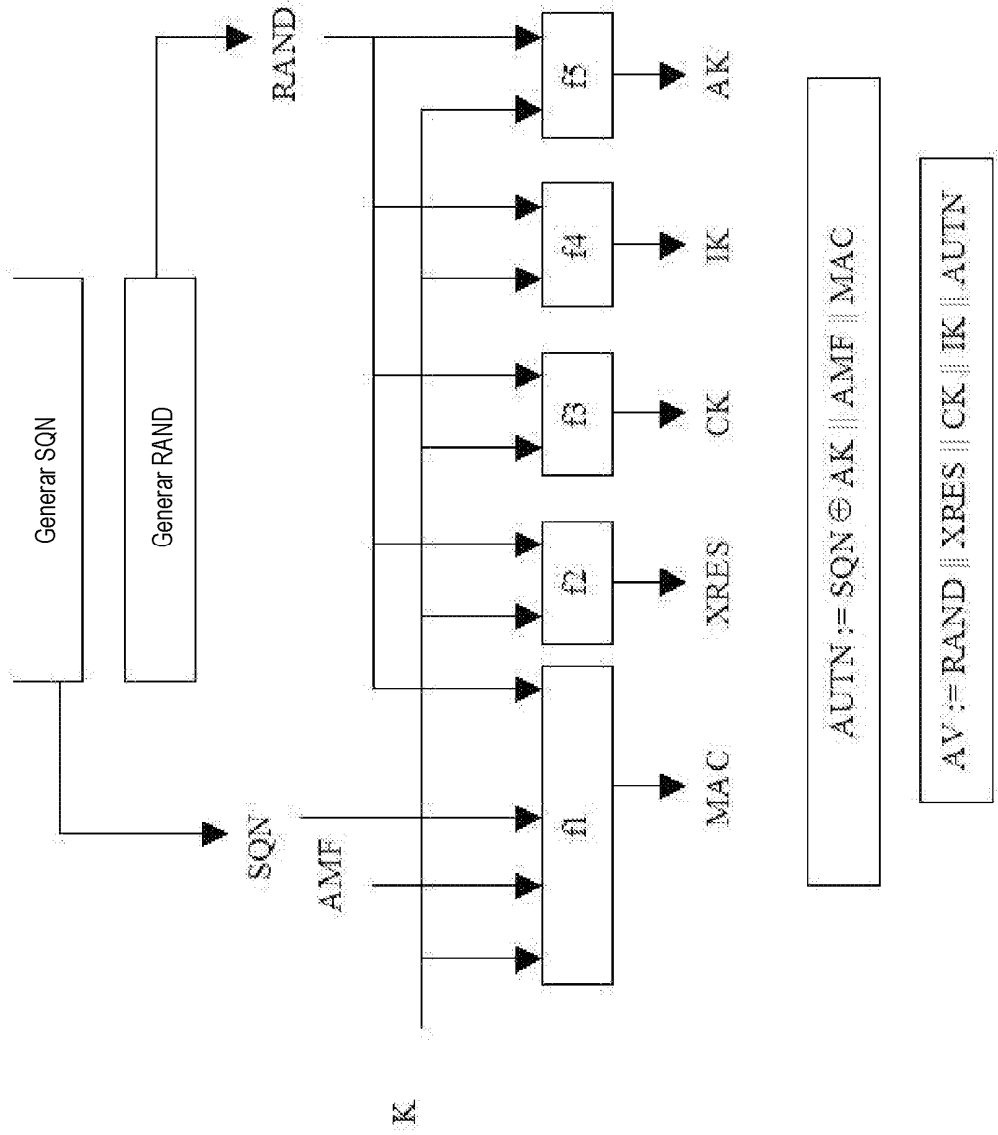 Generar SQN
Generar RAND
SQN
RAND
AMF
K
f1
f2
f3
f4
f5
MAC
XRES
CK
IK
AK
AUTN := SQN ⊕ AK || AMF || MAC
AV := RAND || XRES || CK || IK || AUTN